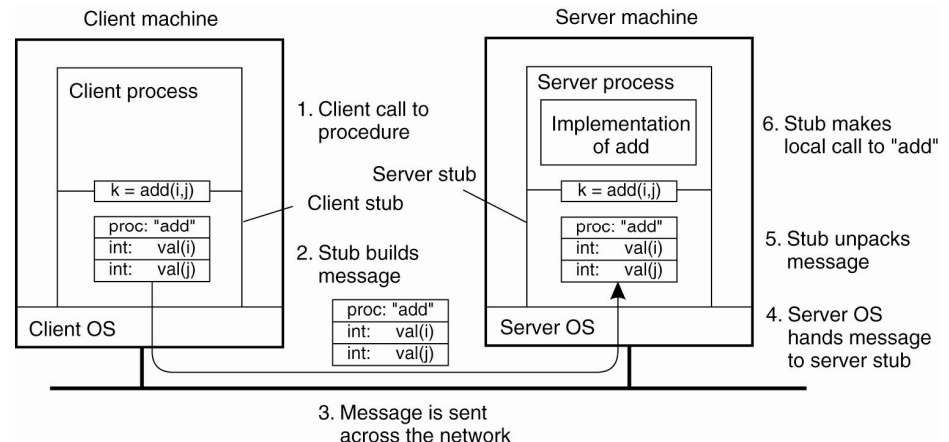 Client machine
Server machine
Client process
1. Client call to
procedure
Server process
Implementation
of add
6. Stub makes
local call to "add"
Server stub
k = add(i,j)
k = add(i,j)
Client stub
proc: "add"
int: val(i)
int: val(j)
proc: "add"
int: val(i)
int: val(j)
2. Stub builds
message
5. Stub unpacks
message
proc: "add"
int: val(i)
int: val(j)
Client OS
Server OS
4. Server OS
hands message
to server stub
3. Message is sent
across the network